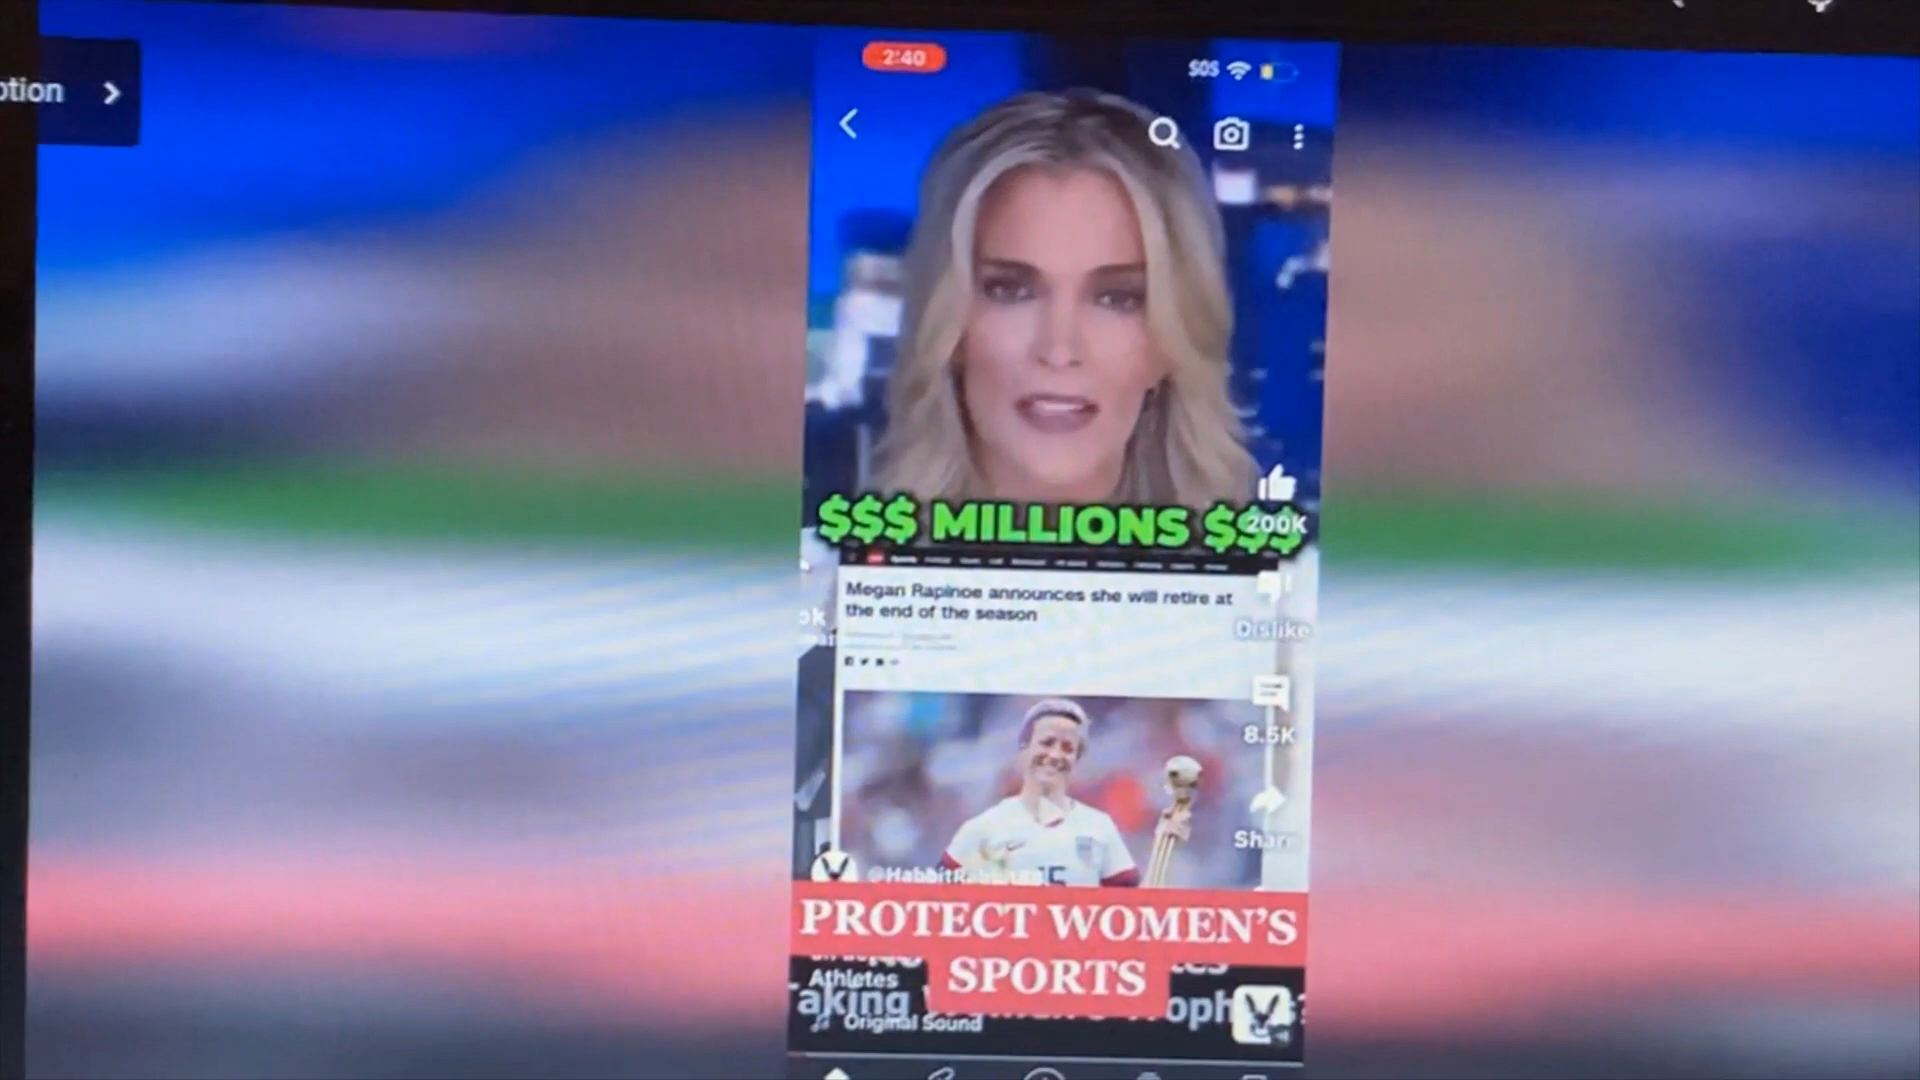 2:40
SOS
ption
$$$ MILLIONS $$$
200K
Megan Rapinoe announces she will retire at
the end of the season
Dislike
8.5K
Share
PROTECT WOMEN'S
SPORTS
Athletes
Original Sound